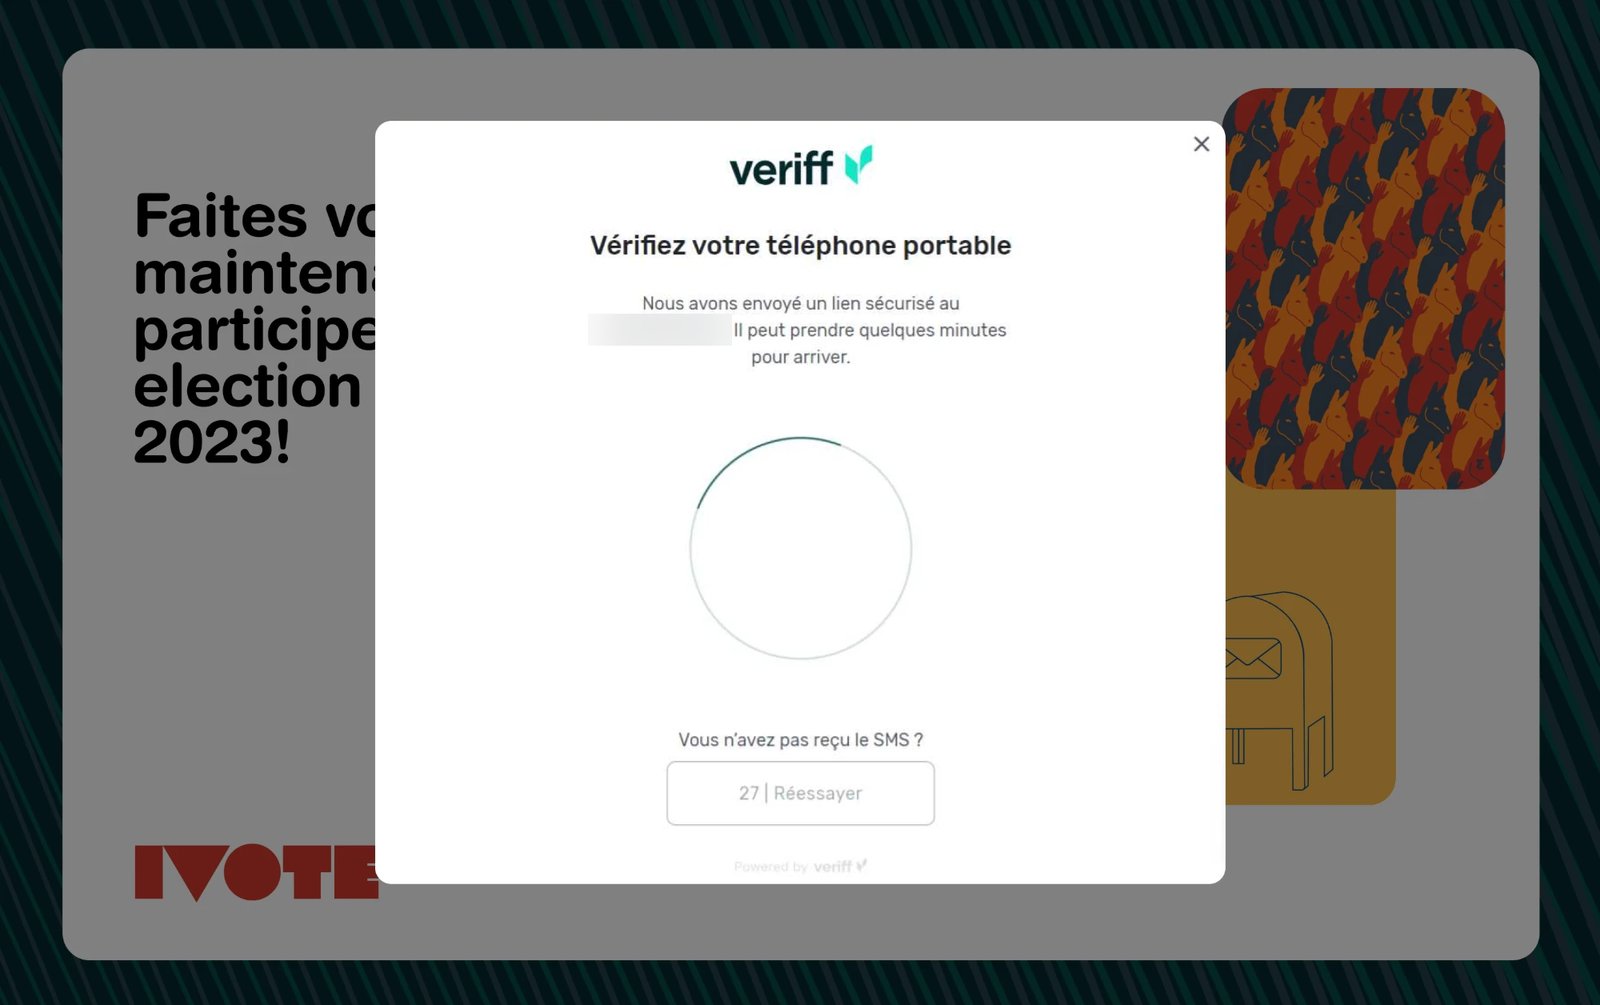 veriff
Vérifiez votre téléphone portable
Nous avons envoyé un lien sécurisé au
Il peut prendre quelques minutes
pour arriver.
Vous n’avez pas reçu le SMS ?
27 | Réessayer
Powered by veriff
Faites
maintena
participe
election
2023!
IVOTE